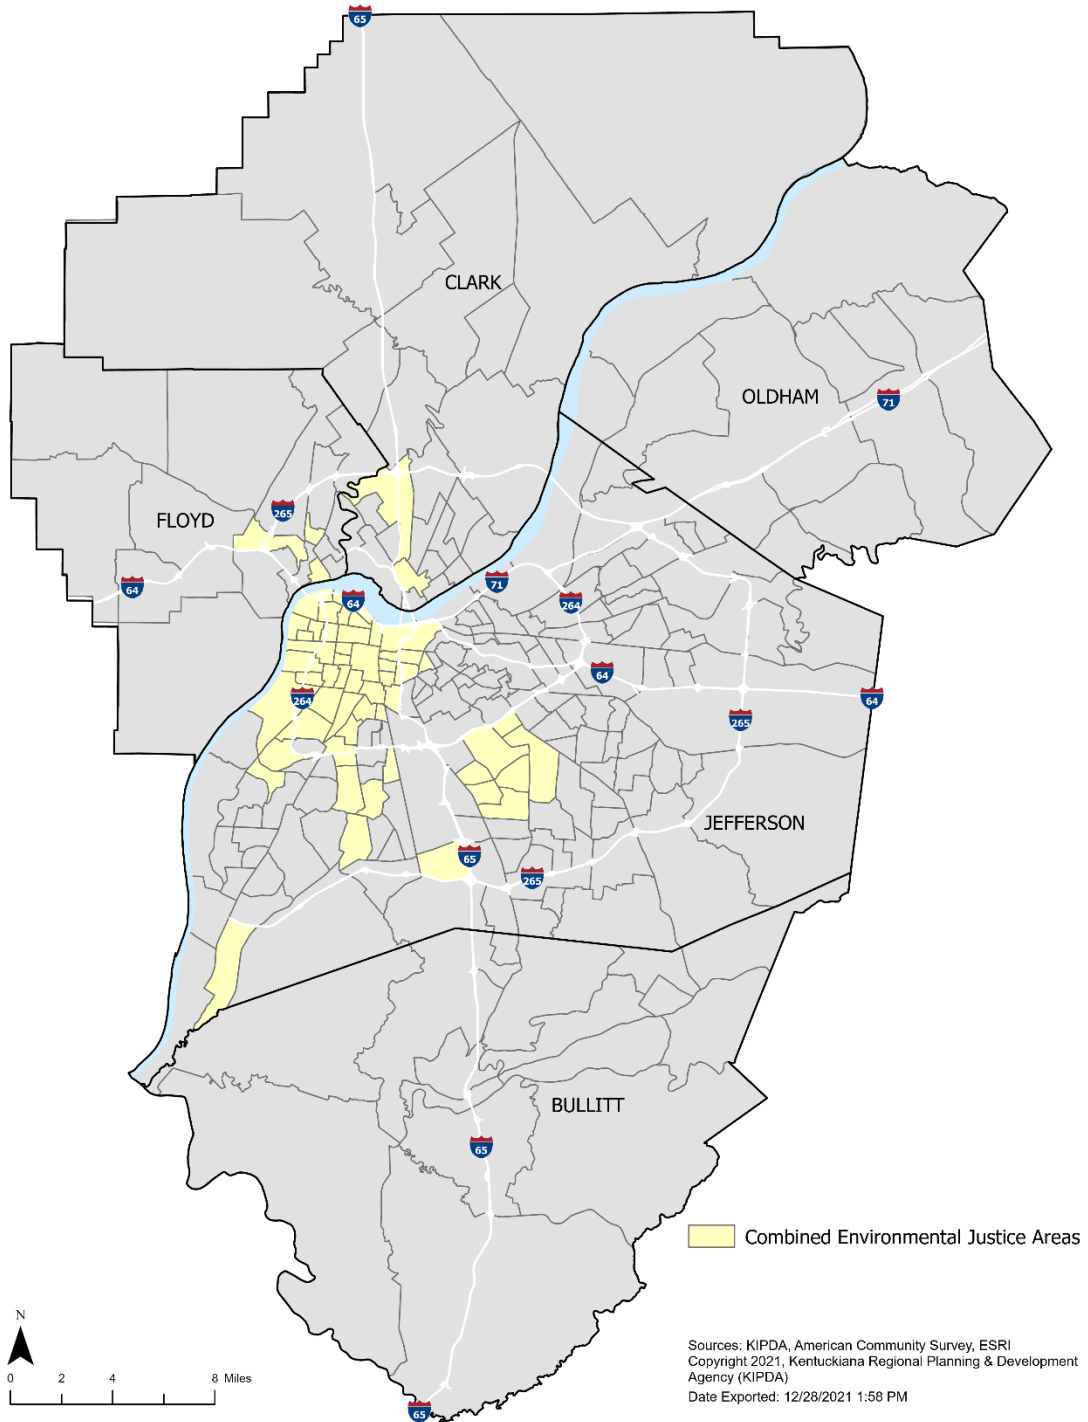 65
CLARK
OLDHAM
71
265
FLOYD
64
64
71
264
64
264
64
265
JEFFERSON
65
265
BULLITT
65
Combined Environmental Justice Areas
N
0 2 4 8 Miles
Sources: KIPDA, American Community Survey, ESRI
Copyright 2021, Kentuckiana Regional Planning & Development
Agency (KIPDA)
Date Exported: 12/28/2021 1:58 PM
65